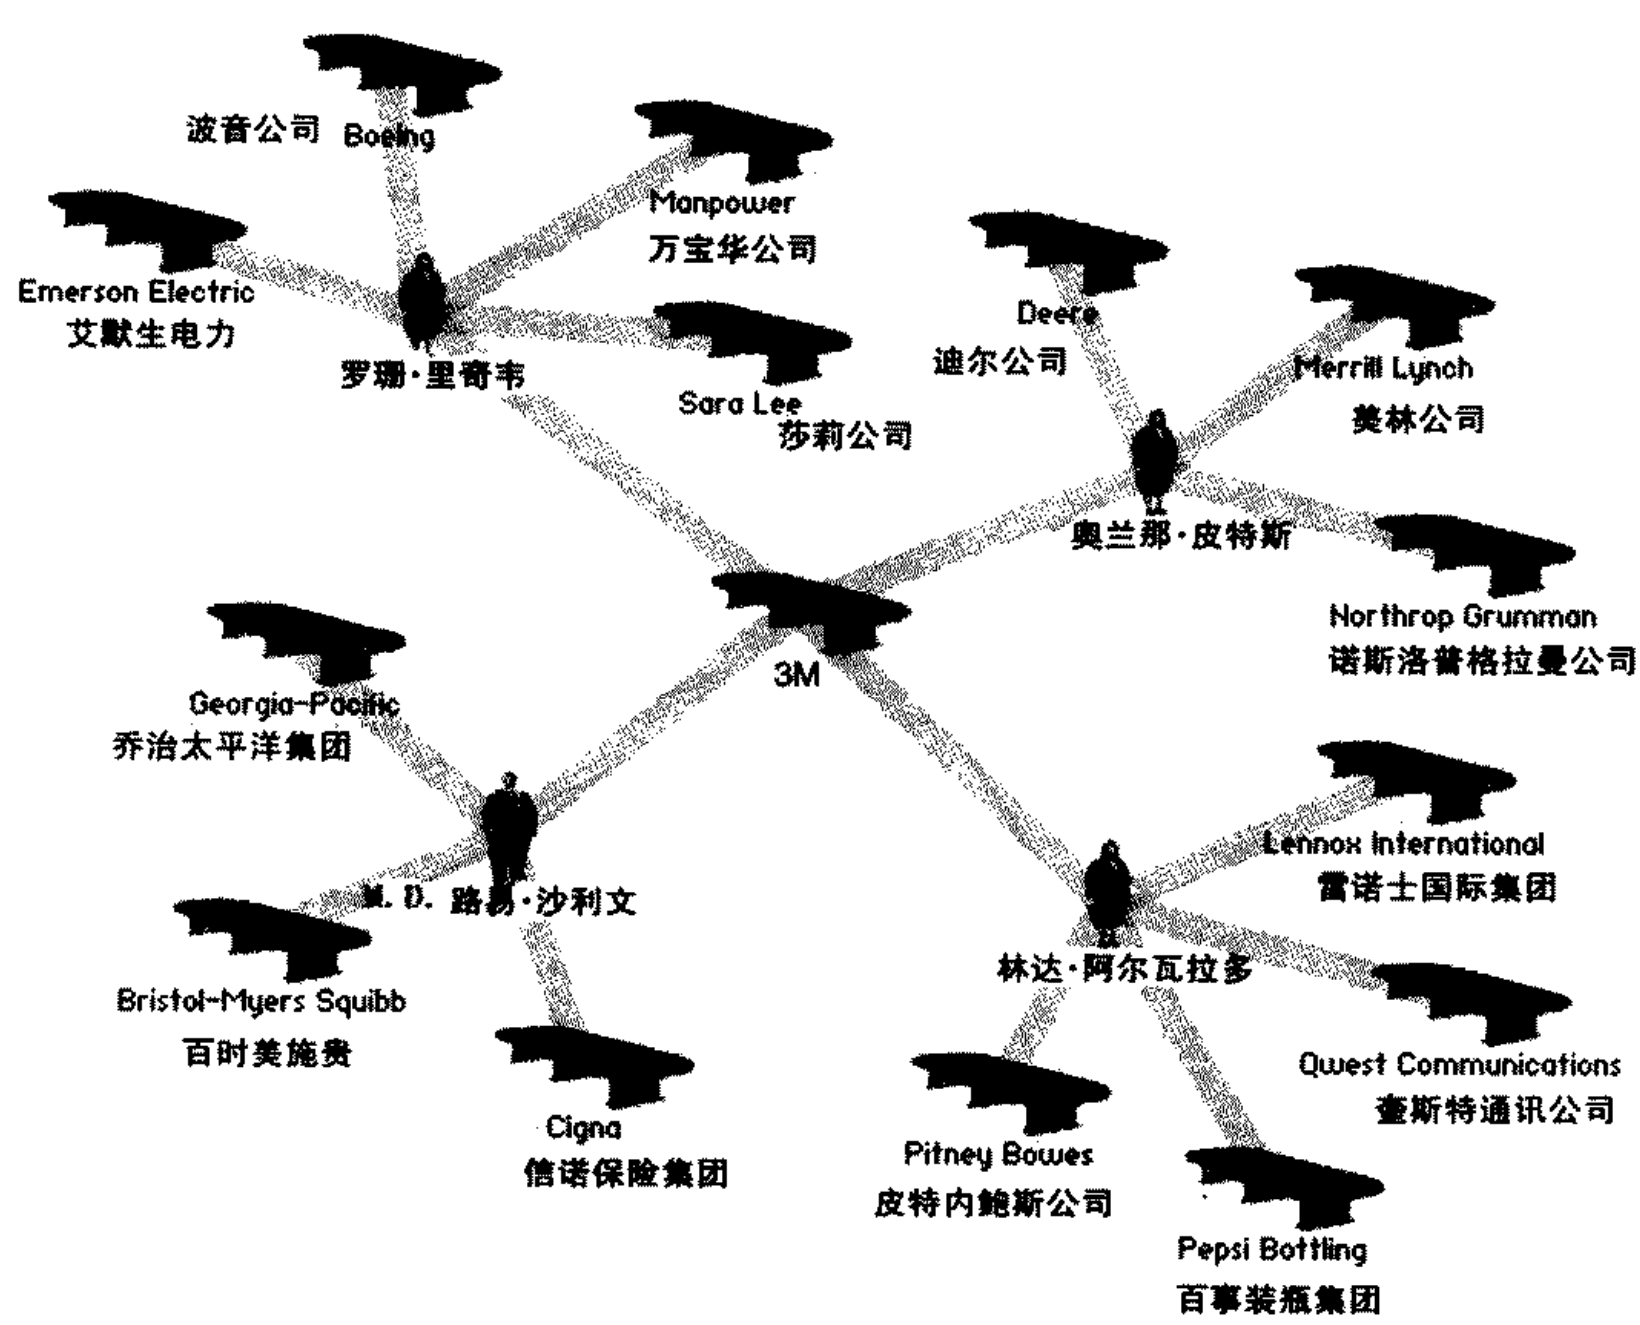 波音公司 Boeing
Manpower
万宝华公司
Emerson Electric
艾默生电力
罗珊·里奇韦
Sara Lee
莎莉公司
Deere
迪尔公司
Merrill Lynch
美林公司
奥兰那·皮特斯
Northrop Grumman
诺斯洛普格拉曼公司
3M
Georgia-Pacific
乔治太平洋集团
M. D. 路易·沙利文
Bristol-Myers Squibb
百时美施贵
Cigna
信诺保险集团
Lennox International
雷诺士国际集团
林达·阿尔瓦拉多
Qwest Communications
奎斯特通讯公司
Pitney Bowes
皮特内鲍斯公司
Pepsi Bottling
百事装瓶集团